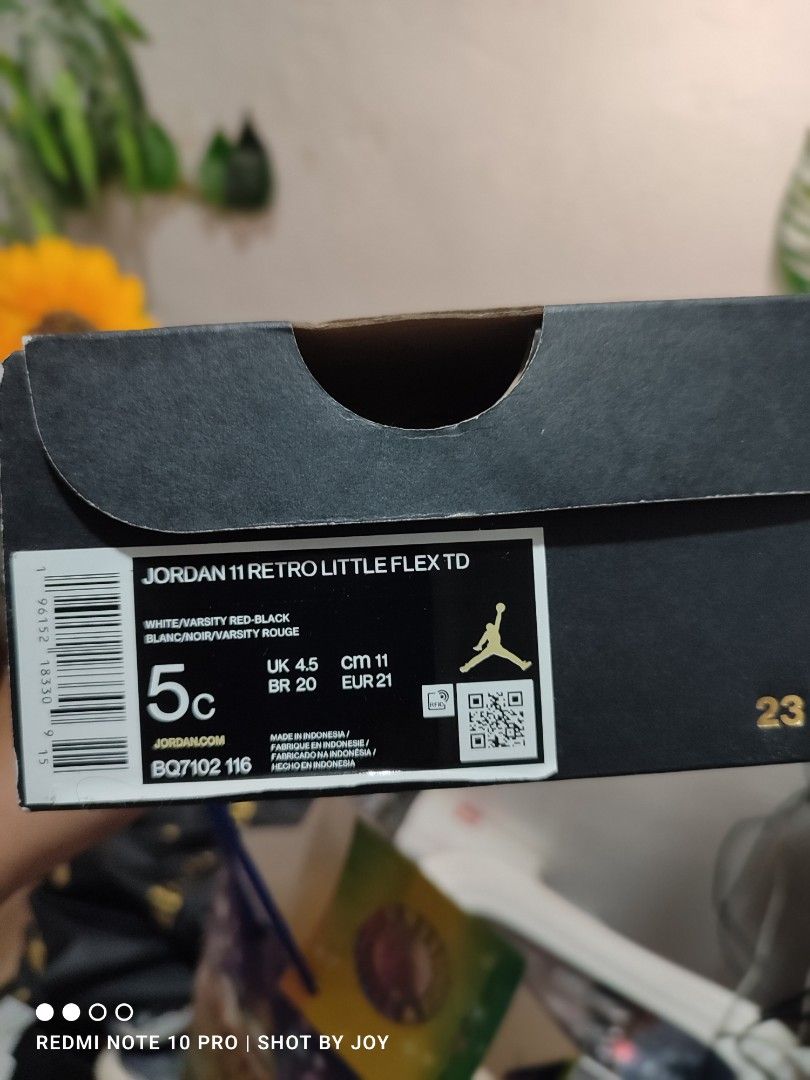 JORDAN 11 RETRO LITTLE FLEX TD
WHITE/VARSITY RED-BLACK
BLANC/NOIR/VARSITY ROUGE
5C
UK 4.5 cm 11
BR 20 EUR 21
RFID
JORDAN.COM
BQ7102 116
MADE IN INDONESIA /
FABRIQUE EN INDONESIE /
FABRICADO NA INDONÉSIA /
HECHO EN INDONESIA
1 96152 18330 9 15
23
REDMI NOTE 10 PRO | SHOT BY JOY